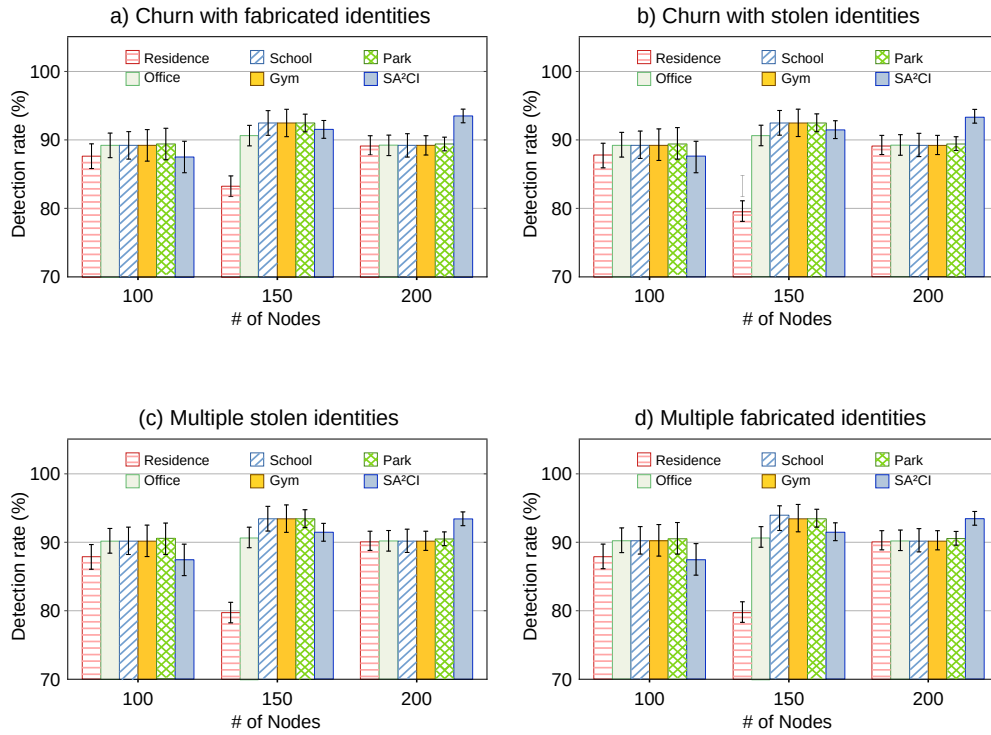 a) Churn with fabricated identities
Detection rate (%)
100
90
80
70
Residence School Park
Office Gym SA²CI
100 150 200
# of Nodes
b) Churn with stolen identities
Detection rate (%)
100
90
80
70
Residence School Park
Office Gym SA²CI
100 150 200
# of Nodes
(c) Multiple stolen identities
Detection rate (%)
100
90
80
70
Residence School Park
Office Gym SA²CI
100 150 200
# of Nodes
d) Multiple fabricated identities
Detection rate (%)
100
90
80
70
Residence School Park
Office Gym SA²CI
100 150 200
# of Nodes